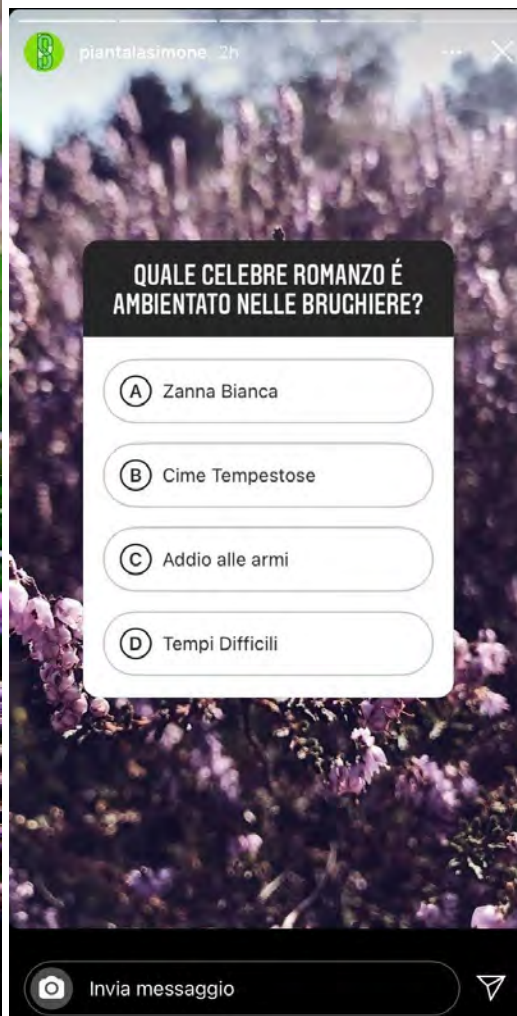 piantalasimone 2h
QUALE CELEBRE ROMANZO É
AMBIENTATO NELLE BRUGHIERE?
A Zanna Bianca
B Cime Tempestose
C Addio alle armi
D Tempi Difficili
Invia messaggio